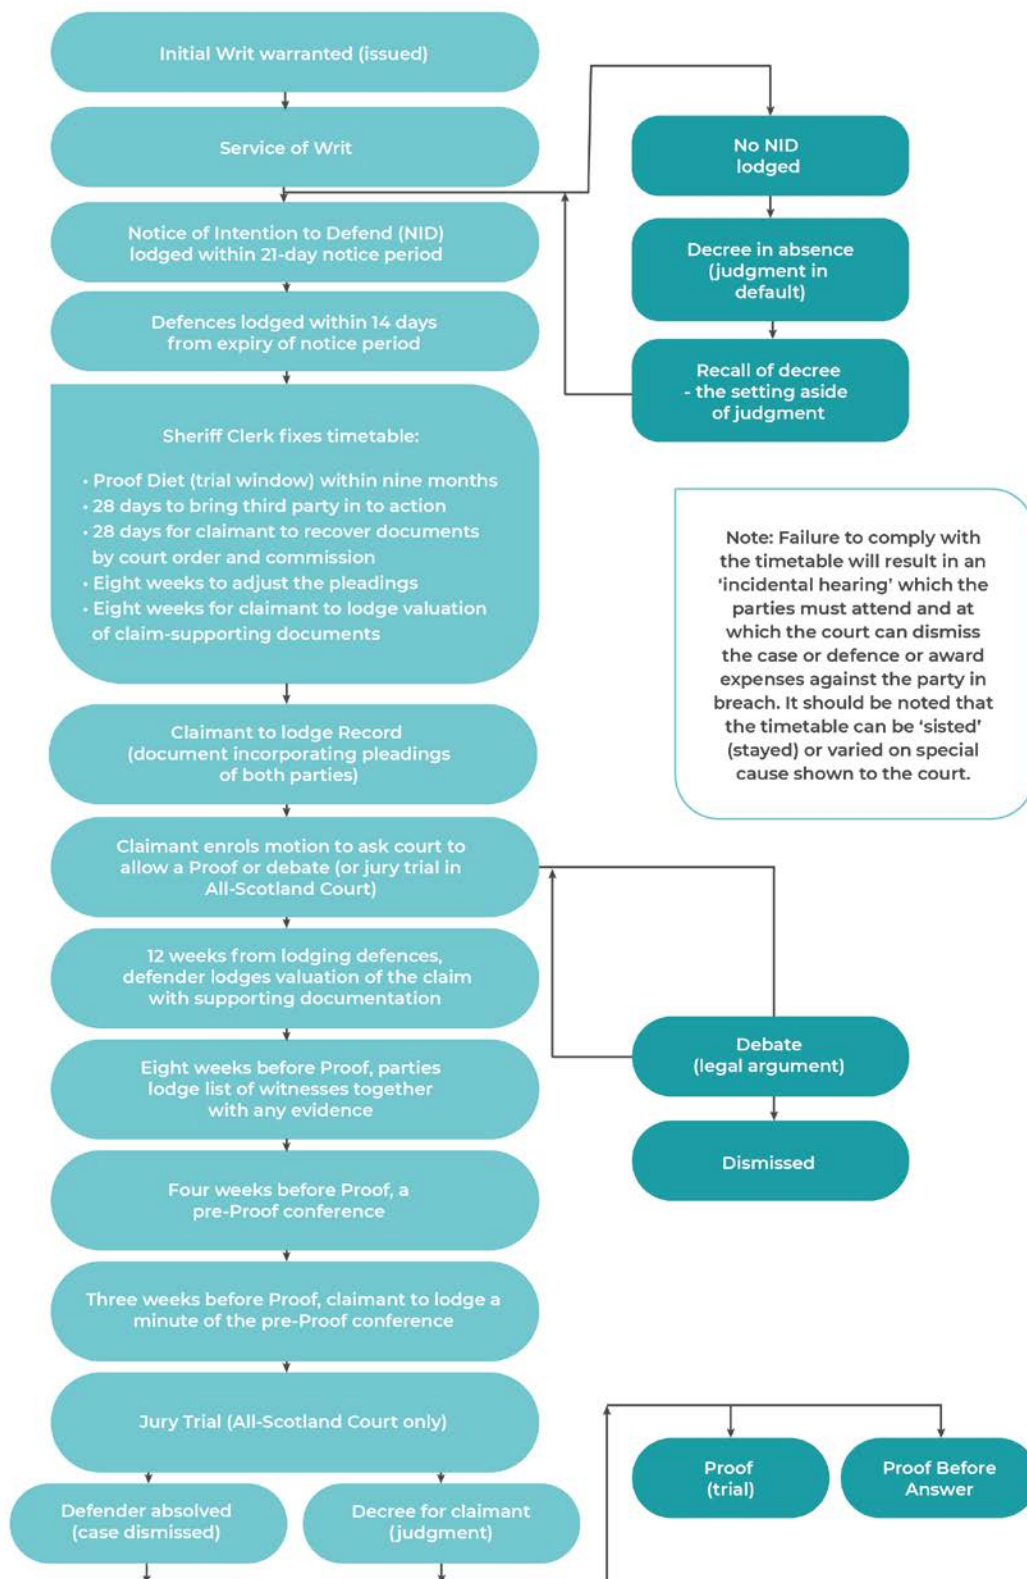 Initial Writ warranted (issued)
Service of Writ
No NID
lodged
Notice of Intention to Defend (NID)
lodged within 21-day notice period
Decree in absence
(judgment in
default)
Defences lodged within 14 days
from expiry of notice period
Recall of decree
- the setting aside
of judgment
Sheriff Clerk fixes timetable:
• Proof Diet (trial window) within nine months
• 28 days to bring third party in to action
• 28 days for claimant to recover documents
by court order and commission
• Eight weeks to adjust the pleadings
• Eight weeks for claimant to lodge valuation
of claim-supporting documents
Note: Failure to comply with
the timetable will result in an
‘incidental hearing’ which the
parties must attend and at
which the court can dismiss
the case or defence or award
expenses against the party in
breach. It should be noted that
the timetable can be ‘sisted’
(stayed) or varied on special
cause shown to the court.
Claimant to lodge Record
(document incorporating pleadings
of both parties)
Claimant enrols motion to ask court to
allow a Proof or debate (or jury trial in
All-Scotland Court)
12 weeks from lodging defences,
defender lodges valuation of the claim
with supporting documentation
Debate
(legal argument)
Eight weeks before Proof, parties
lodge list of witnesses together
with any evidence
Dismissed
Four weeks before Proof, a
pre-Proof conference
Three weeks before Proof, claimant to lodge a
minute of the pre-Proof conference
Jury Trial (All-Scotland Court only)
Proof
(trial)
Proof Before
Answer
Defender absolved
(case dismissed)
Decree for claimant
(judgment)